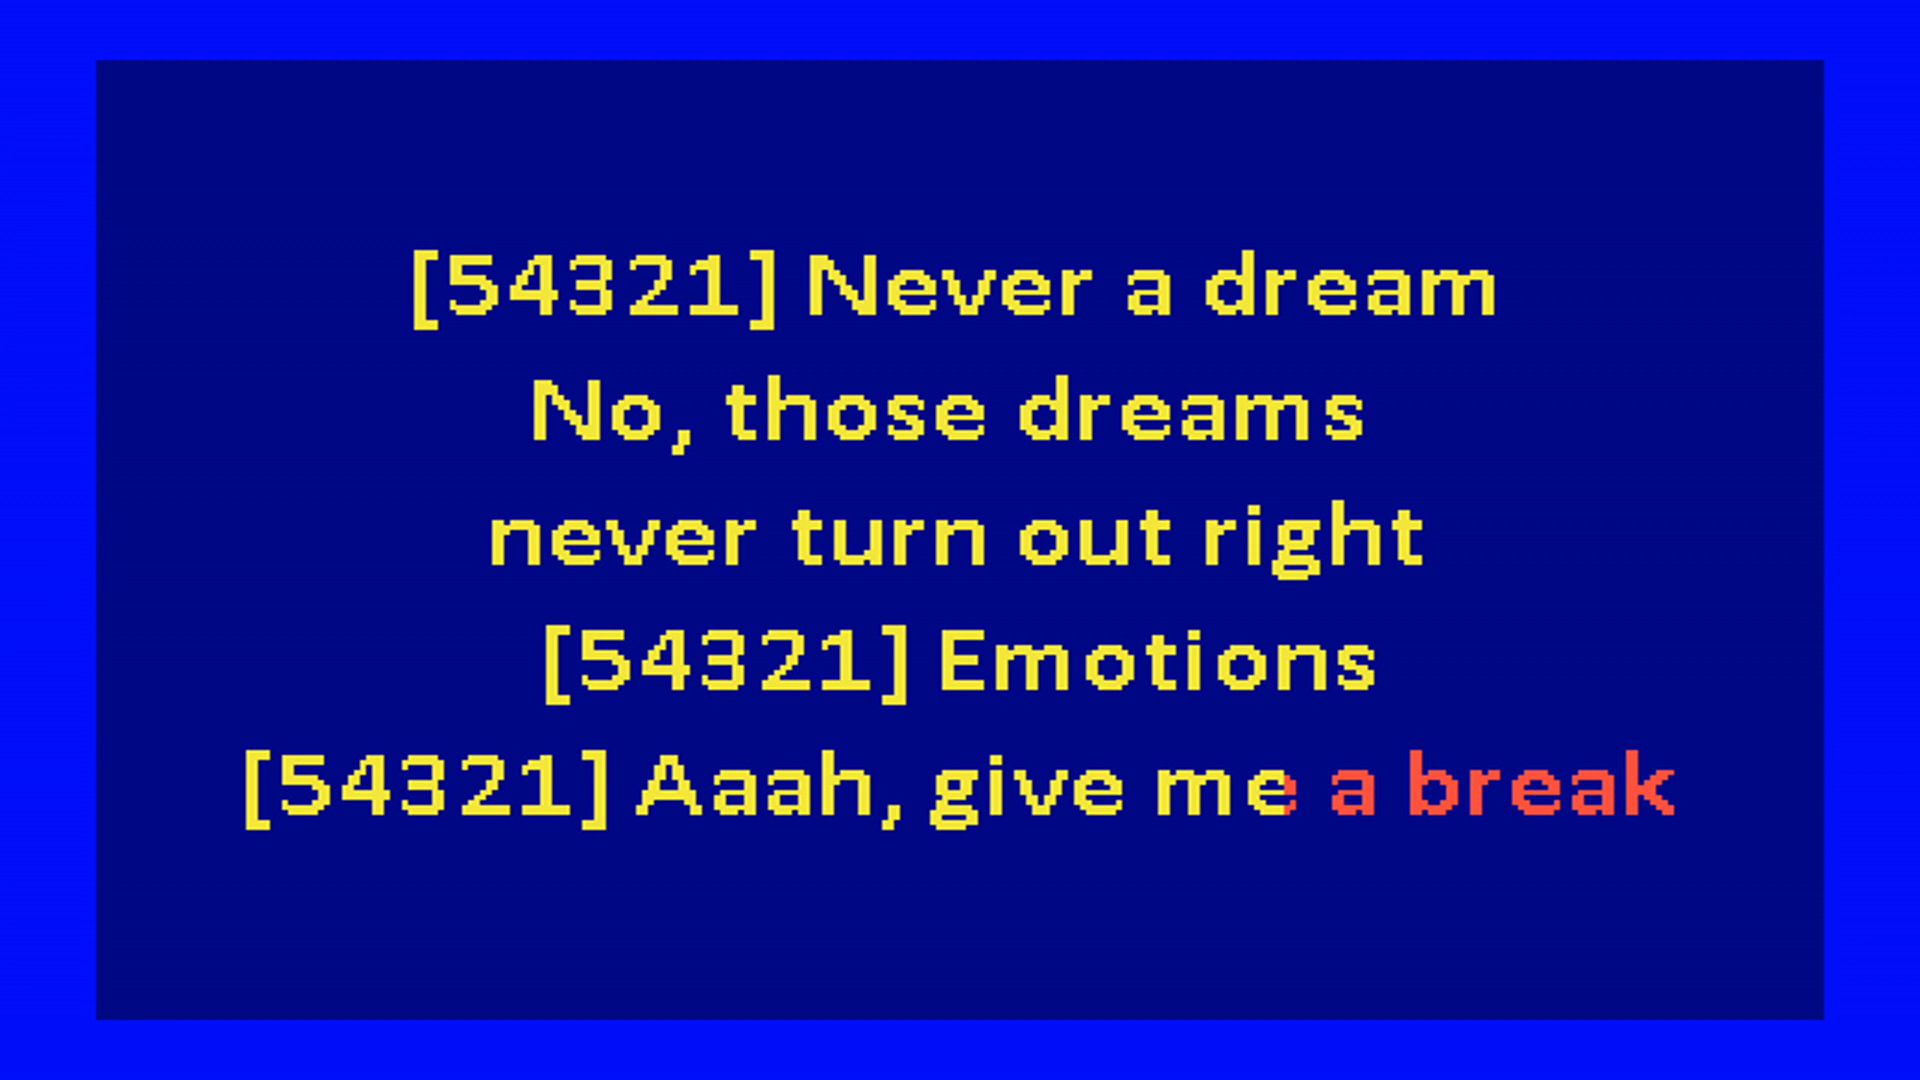 [54321] Never a dream
No, those dreams
never turn out right
[54321] Emotions
[54321] Aaah, give me a break